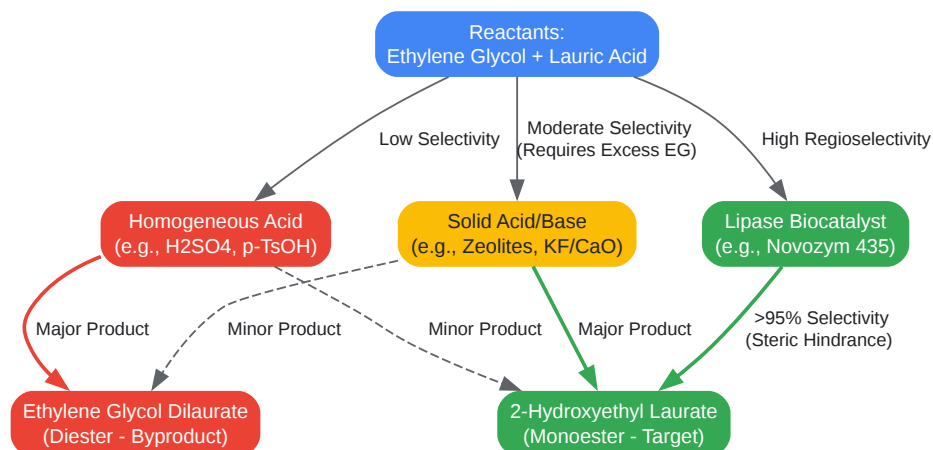 Reactants:
Ethylene Glycol + Lauric Acid
Low Selectivity
Moderate Selectivity
(Requires Excess EG)
High Regioselectivity
Homogeneous Acid
(e.g., H2SO4, p-TsOH)
Solid Acid/Base
(e.g., Zeolites, KF/CaO)
Lipase Biocatalyst
(e.g., Novozym 435)
Major Product
Minor Product
Minor Product
Major Product
>95% Selectivity
(Steric Hindrance)
Ethylene Glycol Dilaurate
(Diester - Byproduct)
2-Hydroxyethyl Laurate
(Monoester - Target)